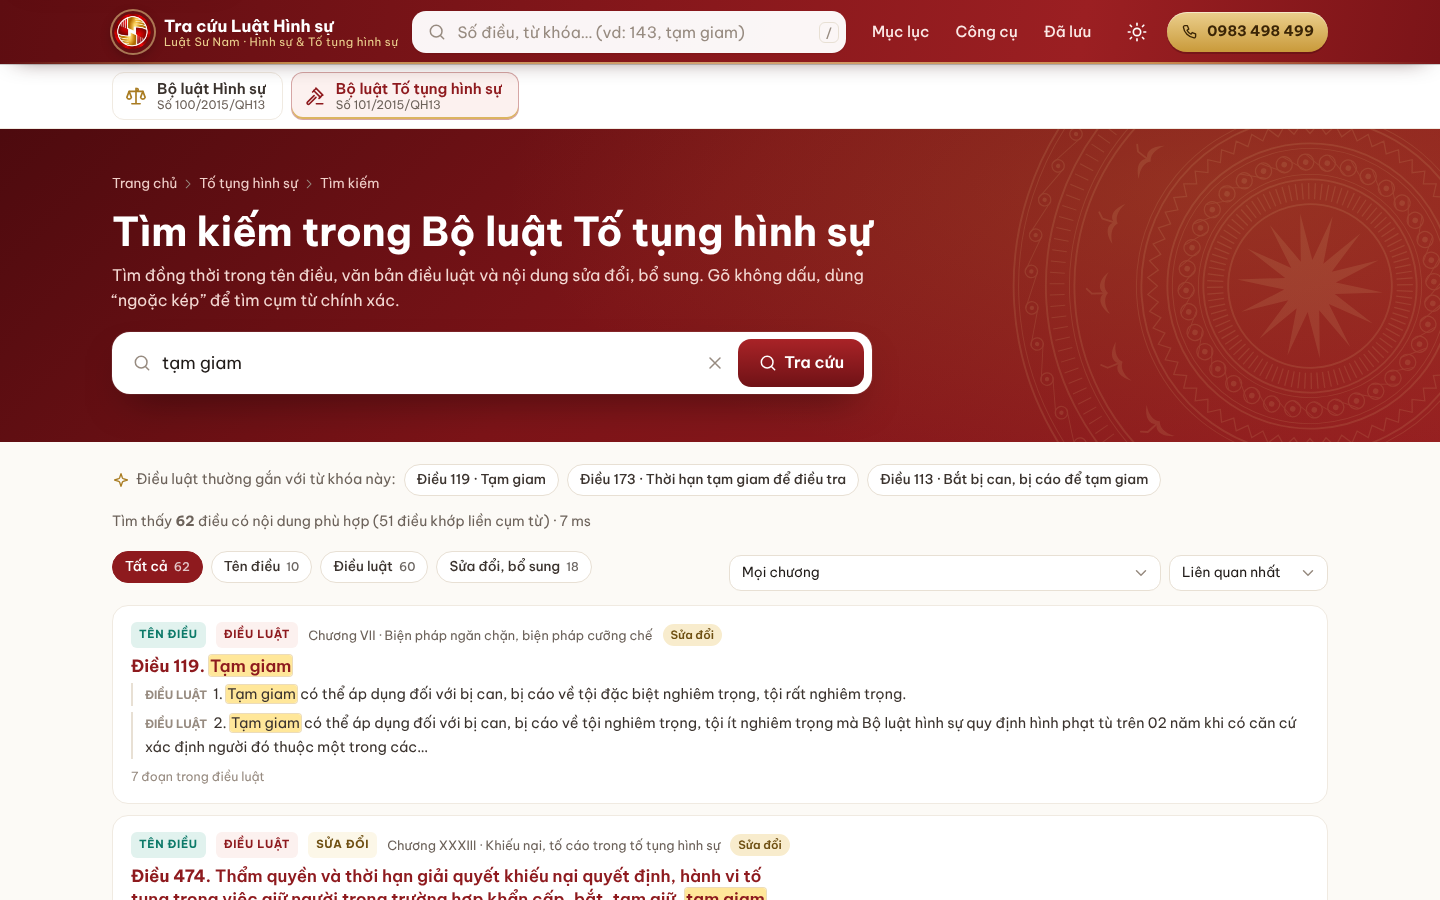 Tra cứu Luật Hình sự
Luật Sư Nam · Hình sự & Tố tụng hình sự
Số điều, từ khóa... (vd: 143, tạm giam)
/
Mục lục
Công cụ
Đã lưu
0983 498 499
Bộ luật Hình sự
Số 100/2015/QH13
Bộ luật Tố tụng hình sự
Số 101/2015/QH13
Trang chủ > Tố tụng hình sự > Tìm kiếm
Tìm kiếm trong Bộ luật Tố tụng hình sự
Tìm đồng thời trong tên điều, văn bản điều luật và nội dung sửa đổi, bổ sung. Gõ không dấu, dùng
“ngoặc kép” để tìm cụm từ chính xác.
tạm giam
Tra cứu
Điều luật thường gắn với từ khóa này:
Điều 119 · Tạm giam
Điều 173 · Thời hạn tạm giam để điều tra
Điều 113 · Bắt bị can, bị cáo để tạm giam
Tìm thấy 62 điều có nội dung phù hợp (51 điều khớp liền cụm từ) · 7 ms
Tất cả 62
Tên điều 10
Điều luật 60
Sửa đổi, bổ sung 18
Mọi chương
Liên quan nhất
TÊN ĐIỀU
ĐIỀU LUẬT
Chương VII · Biện pháp ngăn chặn, biện pháp cưỡng chế
Sửa đổi
Điều 119. Tạm giam
ĐIỀU LUẬT 1. Tạm giam có thể áp dụng đối với bị can, bị cáo về tội đặc biệt nghiêm trọng, tội rất nghiêm trọng.
ĐIỀU LUẬT 2. Tạm giam có thể áp dụng đối với bị can, bị cáo về tội nghiêm trọng, tội ít nghiêm trọng mà Bộ luật hình sự quy định hình phạt tù trên 02 năm khi có căn cứ
xác định người đó thuộc một trong các...
7 đoạn trong điều luật
TÊN ĐIỀU
ĐIỀU LUẬT
SỬA ĐỔI
Chương XXXIII · Khiếu nại, tố cáo trong tố tụng hình sự
Sửa đổi
Điều 474. Thẩm quyền và thời hạn giải quyết khiếu nại quyết định, hành vi tố
tụng trong việc giữ người trong trường hợp khẩn cấp, bắt, tạm giữ, tạm giam